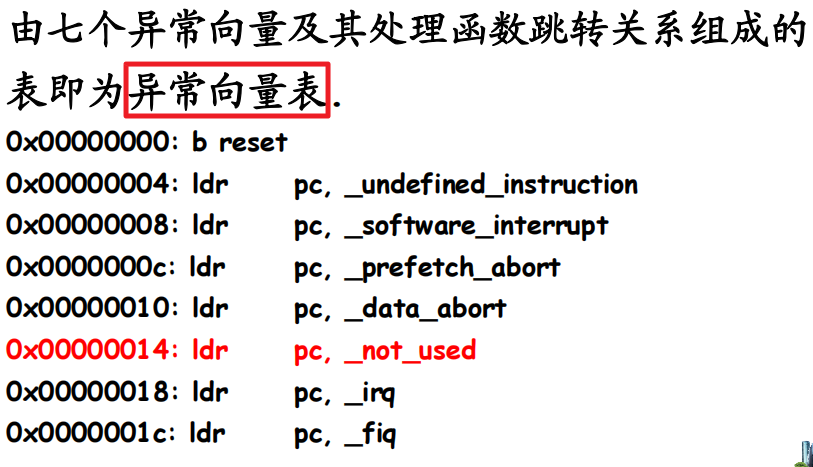 由七个异常向量及其处理函数跳转关系组成的
表即为异常向量表.
0x00000000: b reset
0x00000004: ldr pc, _undefined_instruction
0x00000008: ldr pc, _software_interrupt
0x0000000c: ldr pc, _prefetch_abort
0x00000010: ldr pc, _data_abort
0x00000014: ldr pc, _not_used
0x00000018: ldr pc, _irq
0x0000001c: ldr pc, _fiq